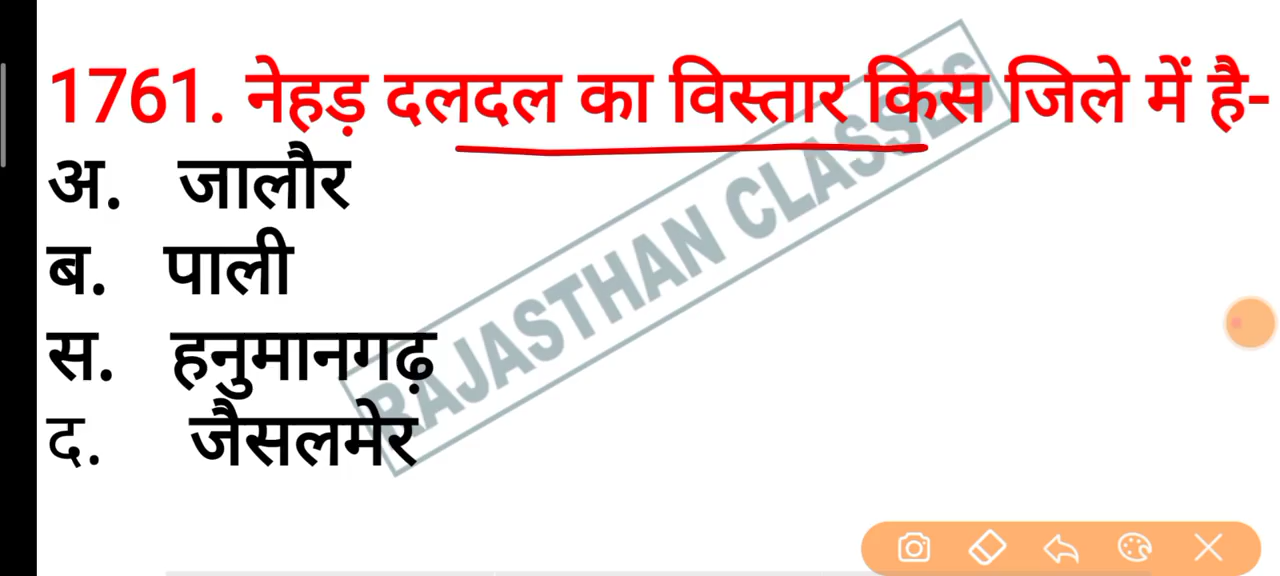 1761. नेहड़ दलदल का विस्तार किस जिले में है-
अ. जालौर
ब. पाली
स. हनुमानगढ़
द. जैसलमेर
RAJASTHAN CLASSES